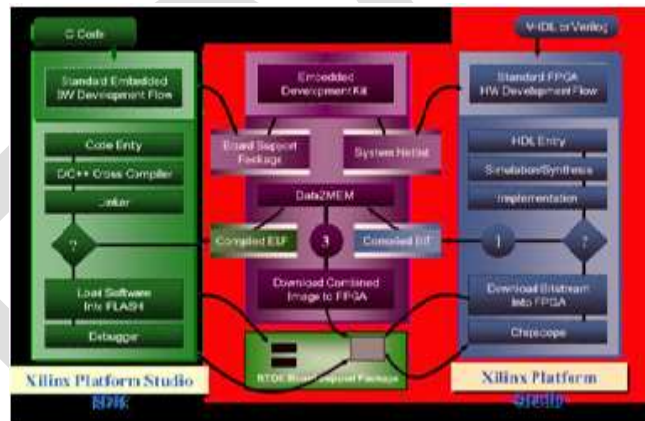 C Code
VHDL or Verilog
Standard Embedded
SW Development Flow
Embedded
Development Kit
Standard FPGA
HW Development Flow
Board Support
Package
System Netlist
Code Entry
C/C++ Cross Compiler
Linker
HDL Entry
Simulation/Synthesis
Implementation
Data2MEM
?
Compiled ELF
3
Compiled BIT
1
?
Load Software
Into FLASH
Debugger
Download Combined
Image to FPGA
Download Bitstream
Into FPGA
Chipscope
Board Support Package
Xilinx Platform Studio
Xilinx Platform